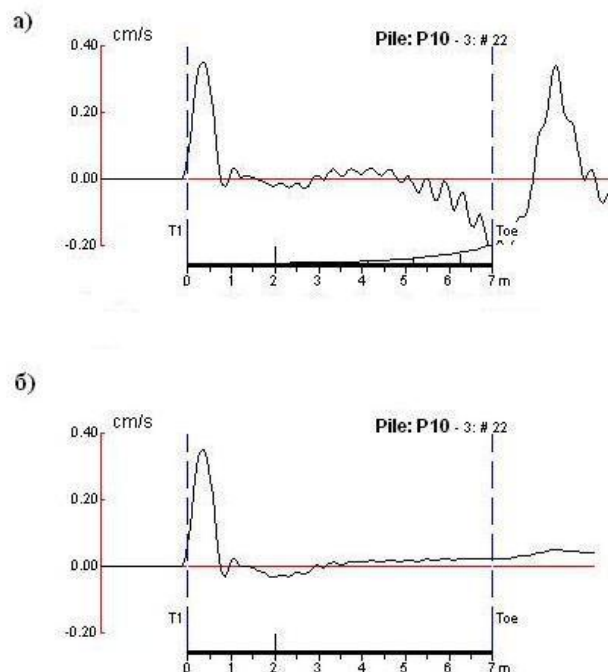 а)
cm/s
Pile: P10 - 3: # 22
0.40
0.20
0.00
-0.20
T1
Toe
0 1 2 3 4 5 6 7 m
б)
cm/s
Pile: P10 - 3: # 22
0.40
0.20
0.00
-0.20
T1
Toe
0 1 2 3 4 5 6 7 m